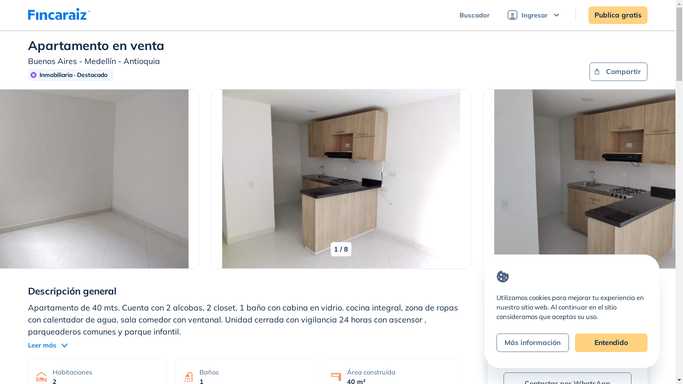 Fincaraiz
Buscador
Ingresar
Publica gratis
Apartamento en venta
Buenos Aires - Medellín - Antioquia
Inmobiliaria · Destacado
Compartir
1 / 8
Descripción general
Apartamento de 40 mts. Cuenta con 2 alcobas, 2 closet, 1 baño con cabina en vidrio, cocina integral, zona de ropas
con calentador de agua, sala comedor con ventanal. Unidad cerrada con vigilancia 24 horas con ascensor ,
parqueaderos comunes y parque infantil.
Leer más
Habitaciones
2
Baños
1
Área construida
40 m²
Utilizamos cookies para mejorar tu experiencia en
nuestro sitio web. Al continuar en el sitio
consideramos que aceptas su uso.
Más información
Entendido
Contactar por WhatsApp